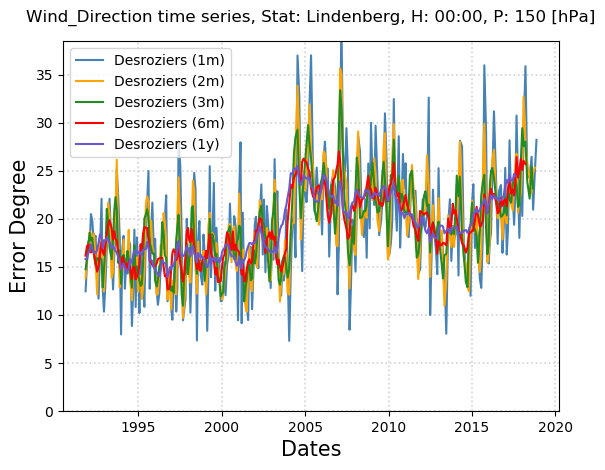 Wind_Direction time series, Stat: Lindenberg, H: 00:00, P: 150 [hPa]
Desroziers (1m)
Desroziers (2m)
Desroziers (3m)
Desroziers (6m)
Desroziers (1y)
Error Degree
35
30
25
20
15
10
5
0
1995
2000
2005
2010
2015
2020
Dates